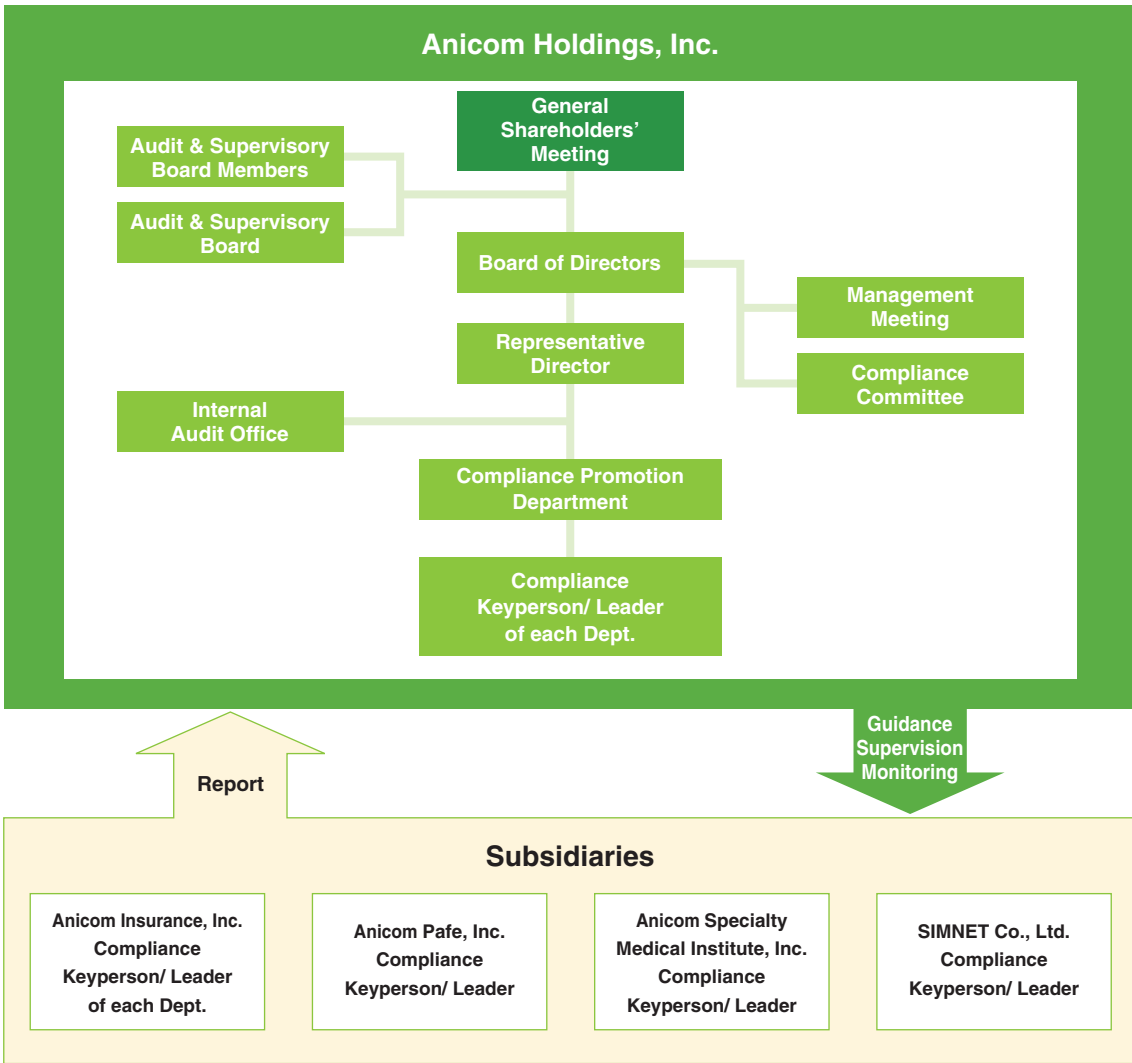 Anicom Holdings, Inc.
General
Shareholders’
Meeting
Audit & Supervisory
Board Members
Audit & Supervisory
Board
Board of Directors
Management
Meeting
Representative
Director
Compliance
Committee
Internal
Audit Office
Compliance Promotion
Department
Compliance
Keyperson/ Leader
of each Dept.
Report
Guidance
Supervision
Monitoring
Subsidiaries
Anicom Insurance, Inc.
Compliance
Keyperson/ Leader
of each Dept.
Anicom Pafe, Inc.
Compliance
Keyperson/ Leader
Anicom Specialty
Medical Institute, Inc.
Compliance
Keyperson/ Leader
SIMNET Co., Ltd.
Compliance
Keyperson/ Leader